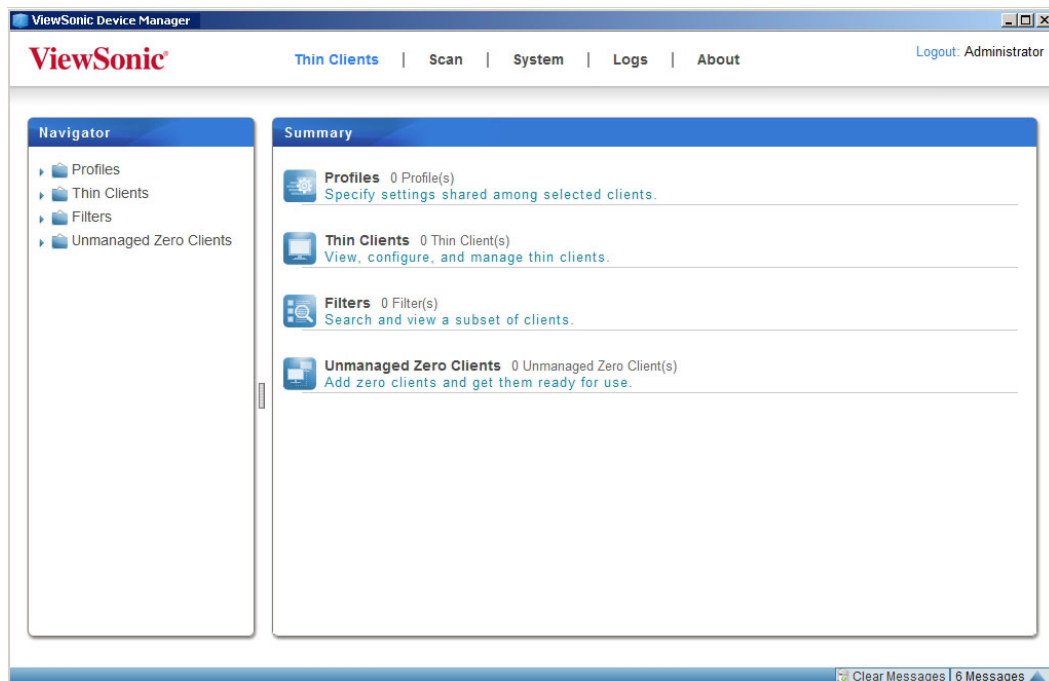 ViewSonic Device Manager
ViewSonic®
Thin Clients | Scan | System | Logs | About
Logout: Administrator
Navigator
Profiles
Thin Clients
Filters
Unmanaged Zero Clients
Summary
Profiles 0 Profile(s)
Specify settings shared among selected clients.
Thin Clients 0 Thin Client(s)
View, configure, and manage thin clients.
Filters 0 Filter(s)
Search and view a subset of clients.
Unmanaged Zero Clients 0 Unmanaged Zero Client(s)
Add zero clients and get them ready for use.
Clear Messages 6 Messages